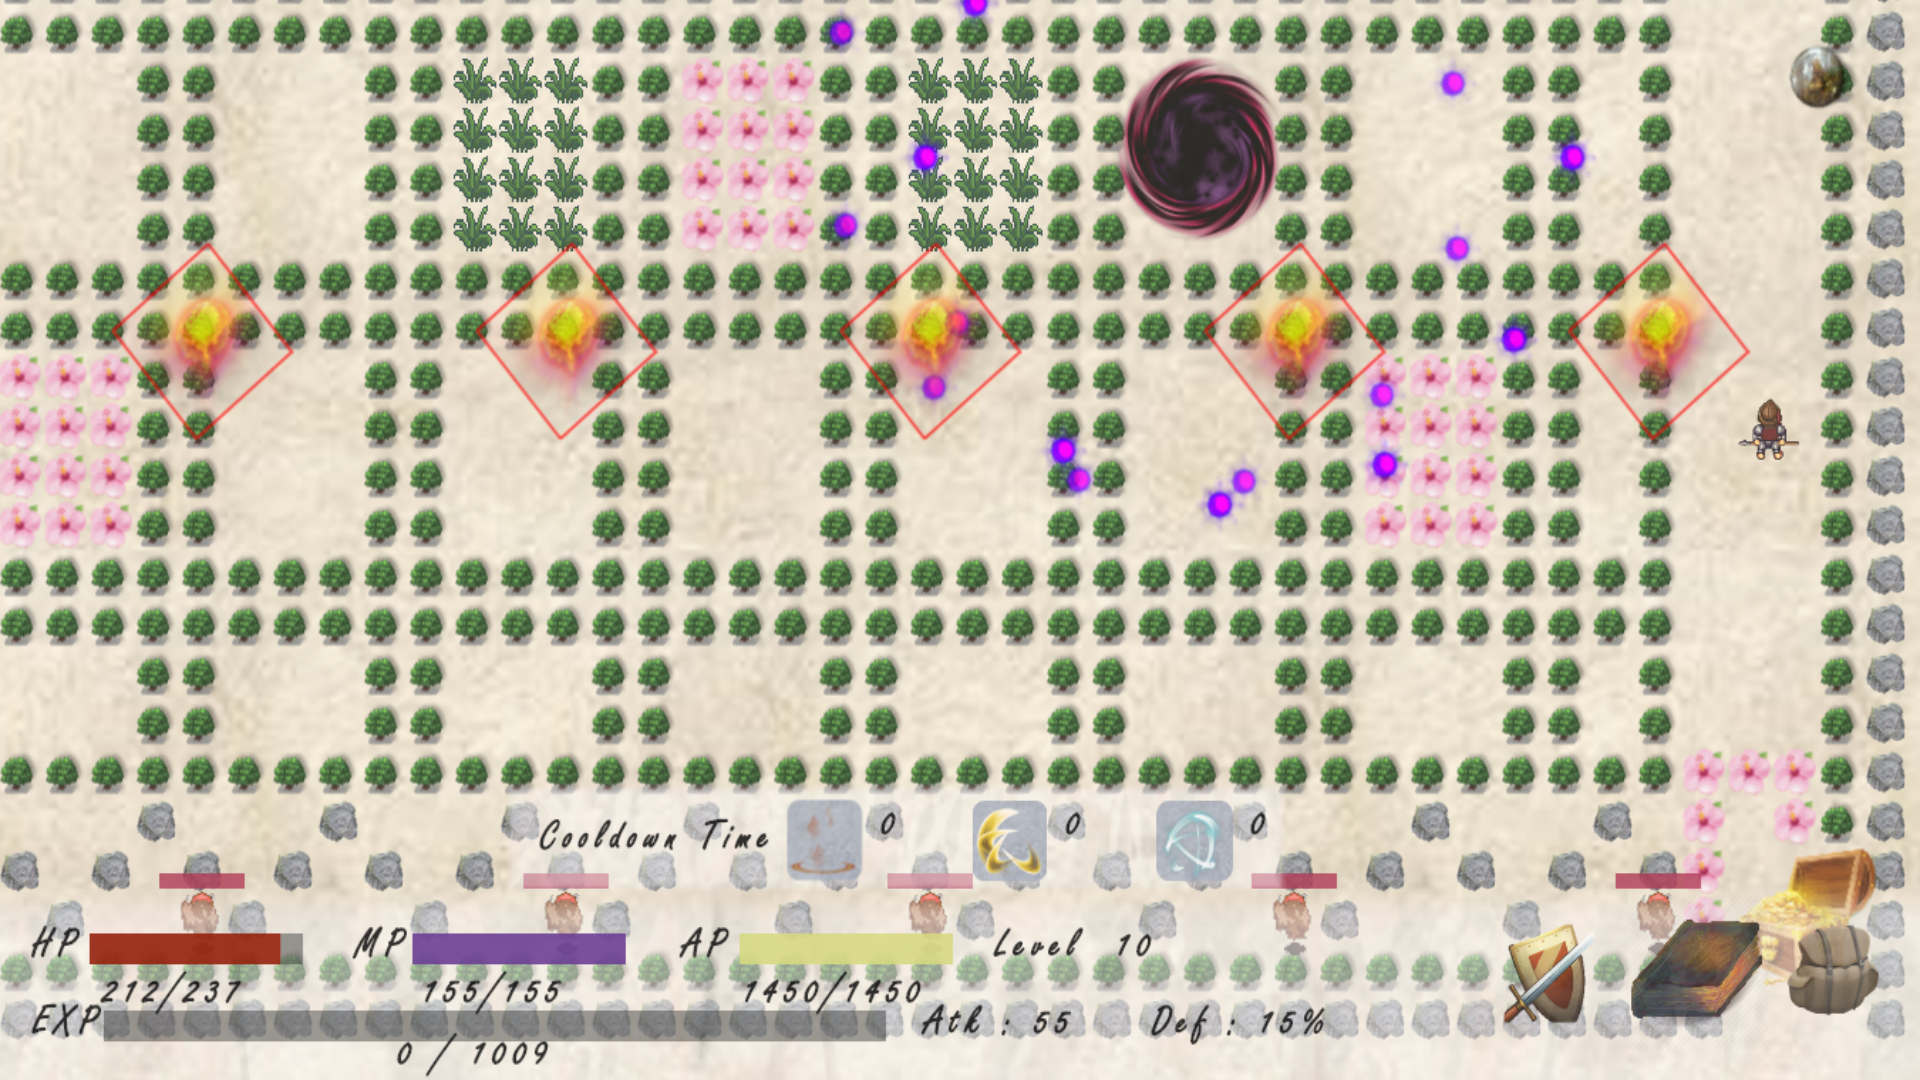 Cooldown Time 0 0 0
HP MP AP Level 10
212/237 155/155 1450/1450
EXP Atk : 55 Def : 15%
0 / 1009